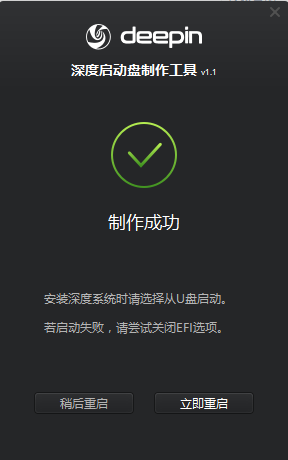 deepin
深度启动盘制作工具 v1.1
制作成功
安装深度系统时请选择从U盘启动。
若启动失败，请尝试关闭EFI选项。
稍后重启 立即重启